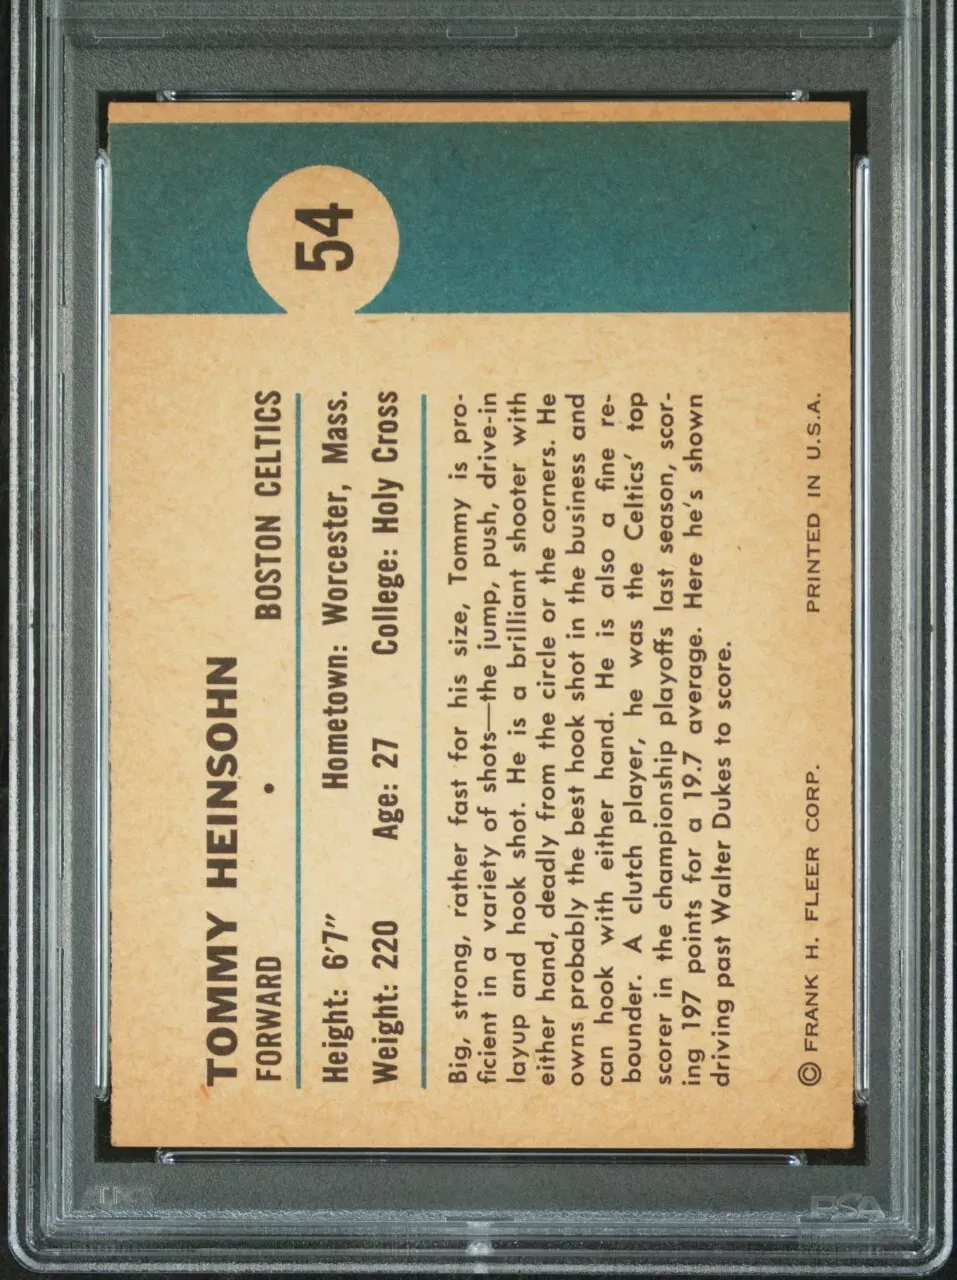 54
TOMMY HEINSOHN
FORWARD • BOSTON CELTICS
Height: 6'7" Hometown: Worcester, Mass.
Weight: 220 Age: 27 College: Holy Cross
Big, strong, rather fast for his size, Tommy is pro-
ficient in a variety of shots—the jump, push, drive-in
layup and hook shot. He is a brilliant shooter with
either hand, deadly from the circle or the corners. He
owns probably the best hook shot in the business and
can hook with either hand. He is also a fine re-
bounder. A clutch player, he was the Celtics' top
scorer in the championship playoffs last season, scor-
ing 197 points for a 19.7 average. Here he's shown
driving past Walter Dukes to score.
© FRANK H. FLEER CORP. PRINTED IN U.S.A.
PSA